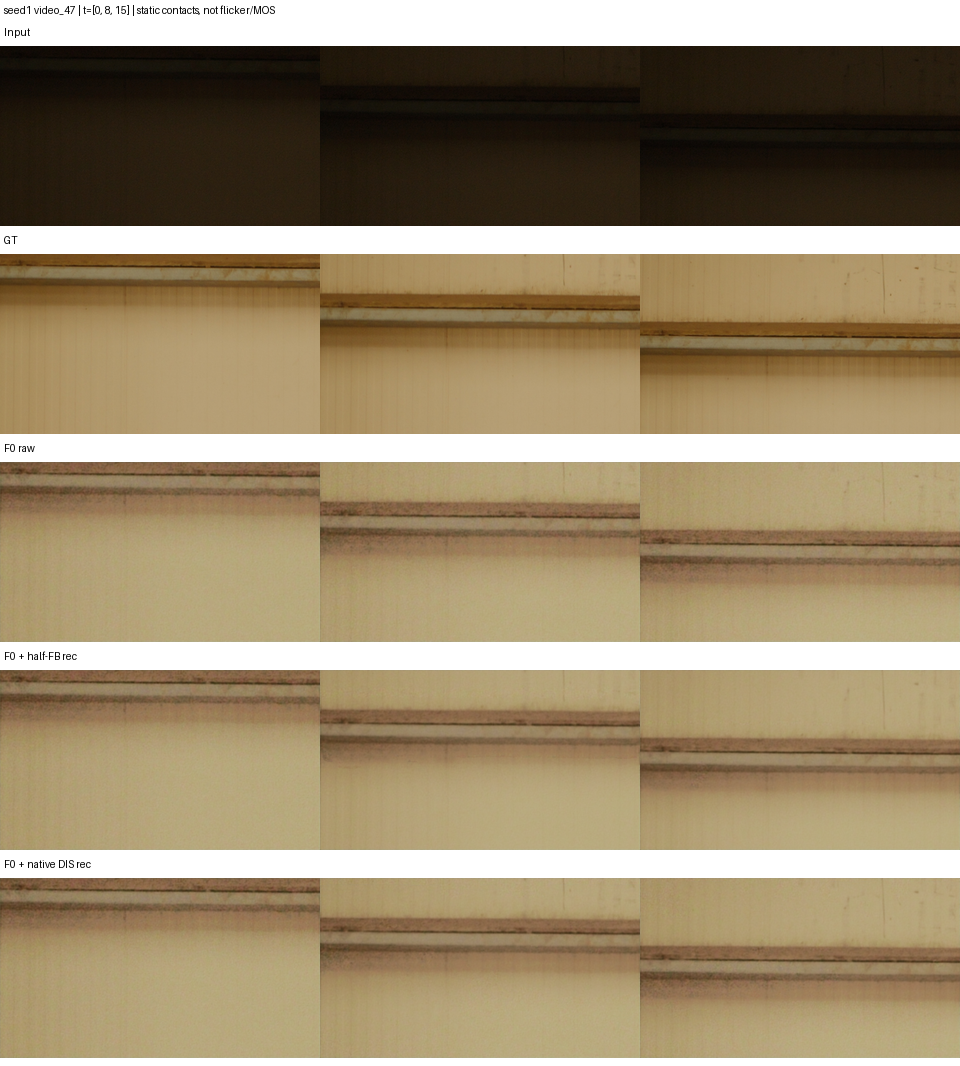 seed1 video_47 | t=[0, 8, 15] | static contacts, not flicker/MOS
Input
GT
F0 raw
F0 + half-FB rec
F0 + native DIS rec